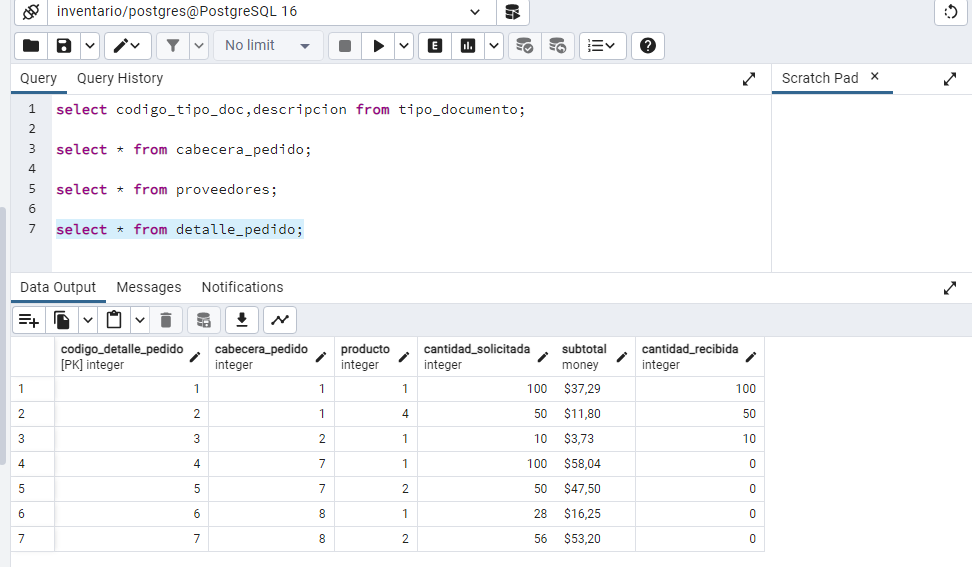 inventario/postgres@PostgreSQL 16
No limit
E
Query Query History
Scratch Pad ×
1 select codigo_tipo_doc,descripcion from tipo_documento;
2
3 select * from cabecera_pedido;
4
5 select * from proveedores;
6
7 select * from detalle_pedido;
Data Output Messages Notifications
codigo_detalle_pedido cabecera_pedido producto cantidad_solicitada subtotal cantidad_recibida
[PK] integer integer integer integer money integer
1 1 1 1 100 $37,29 100
2 2 1 4 50 $11,80 50
3 3 2 1 10 $3,73 10
4 4 7 1 100 $58,04 0
5 5 7 2 50 $47,50 0
6 6 8 1 28 $16,25 0
7 7 8 2 56 $53,20 0